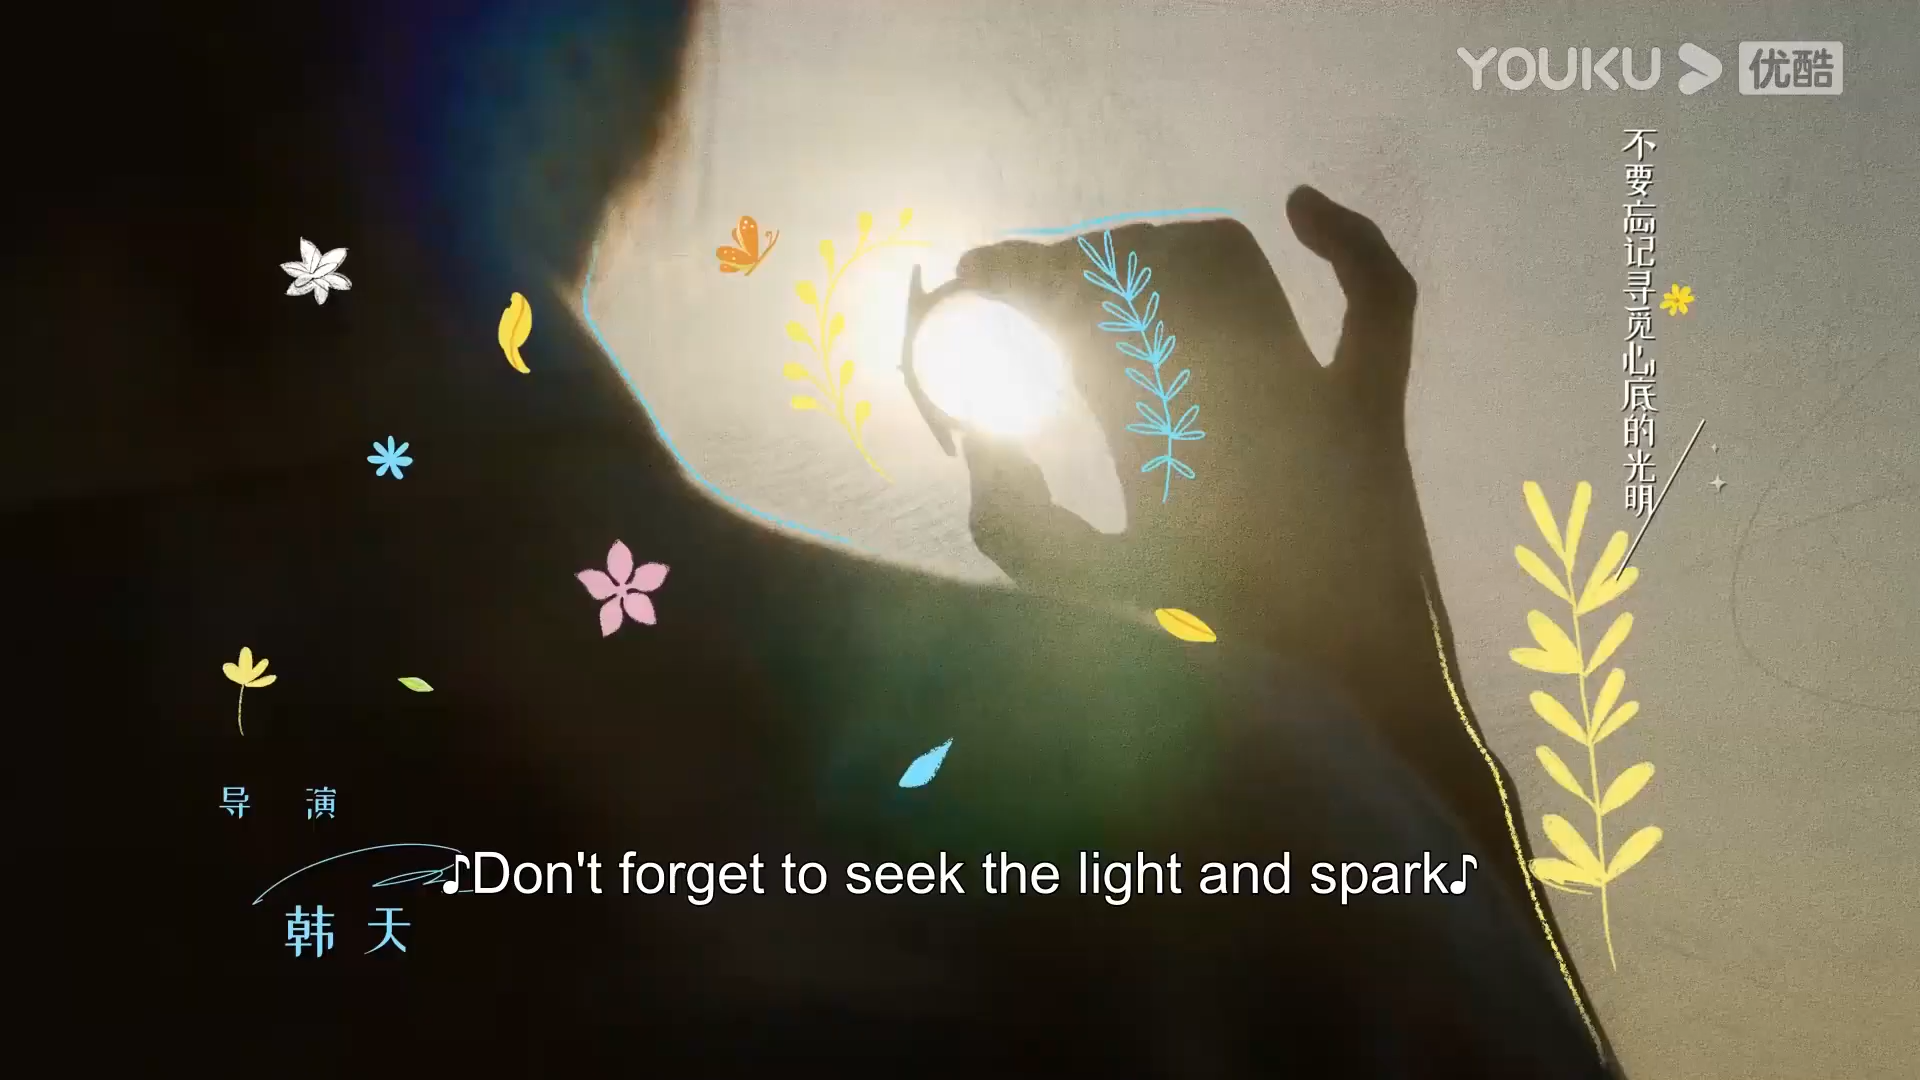 YOUKU 优酷
不要忘记寻觅心底的光明
导 演
♪Don't forget to seek the light and spark♪
韩 天